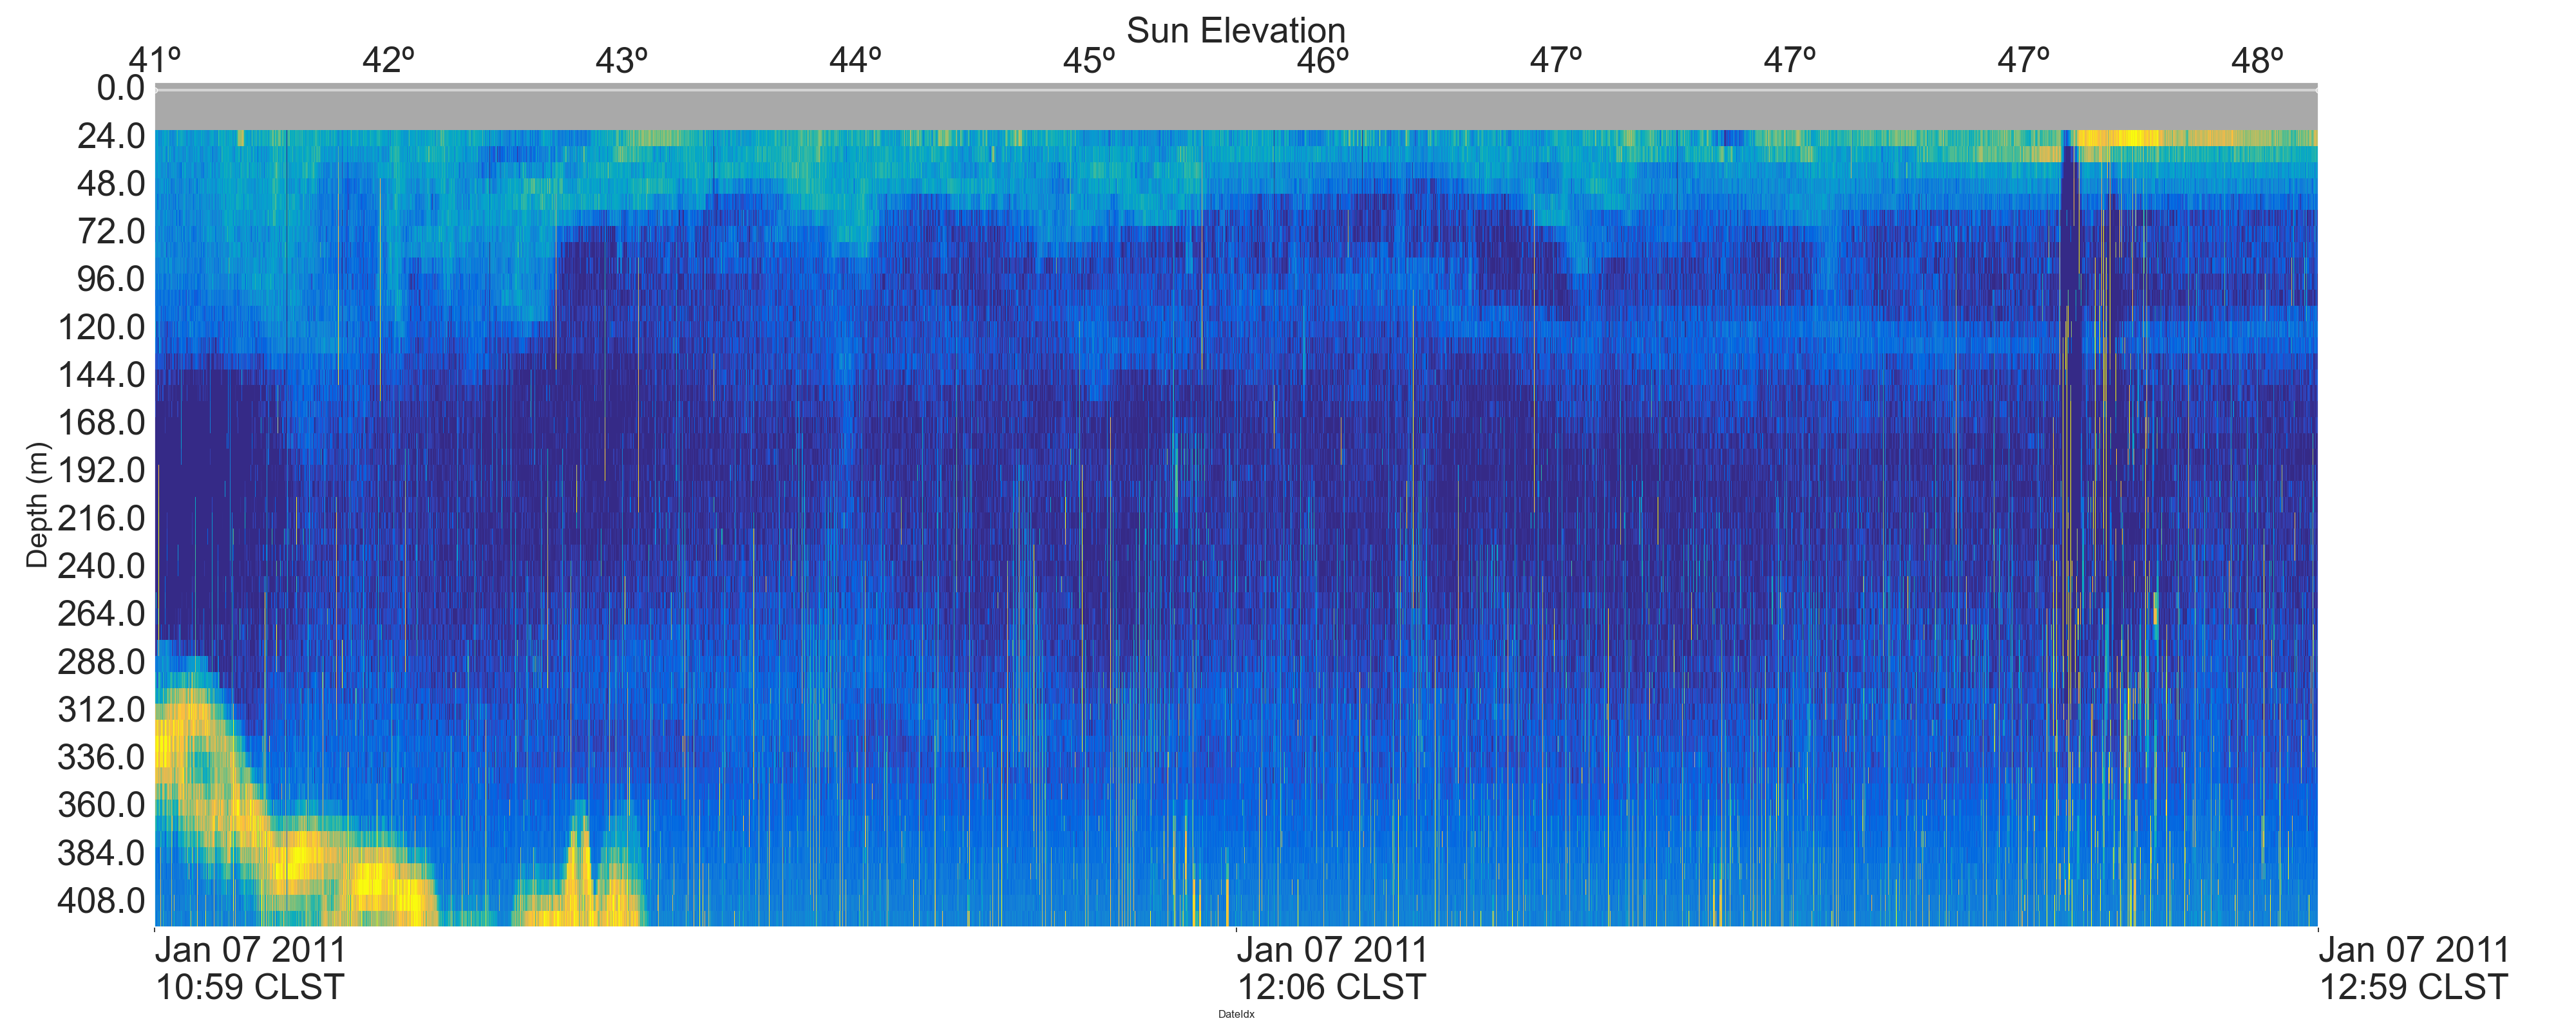 Sun Elevation
41º 42º 43º 44º 45º 46º 47º 47º 47º 48º
0.0
24.0
48.0
72.0
96.0
120.0
144.0
168.0
192.0
216.0
240.0
264.0
288.0
312.0
336.0
360.0
384.0
408.0
Depth (m)
Jan 07 2011
10:59 CLST
Jan 07 2011
12:06 CLST
Jan 07 2011
12:59 CLST
DateIdx